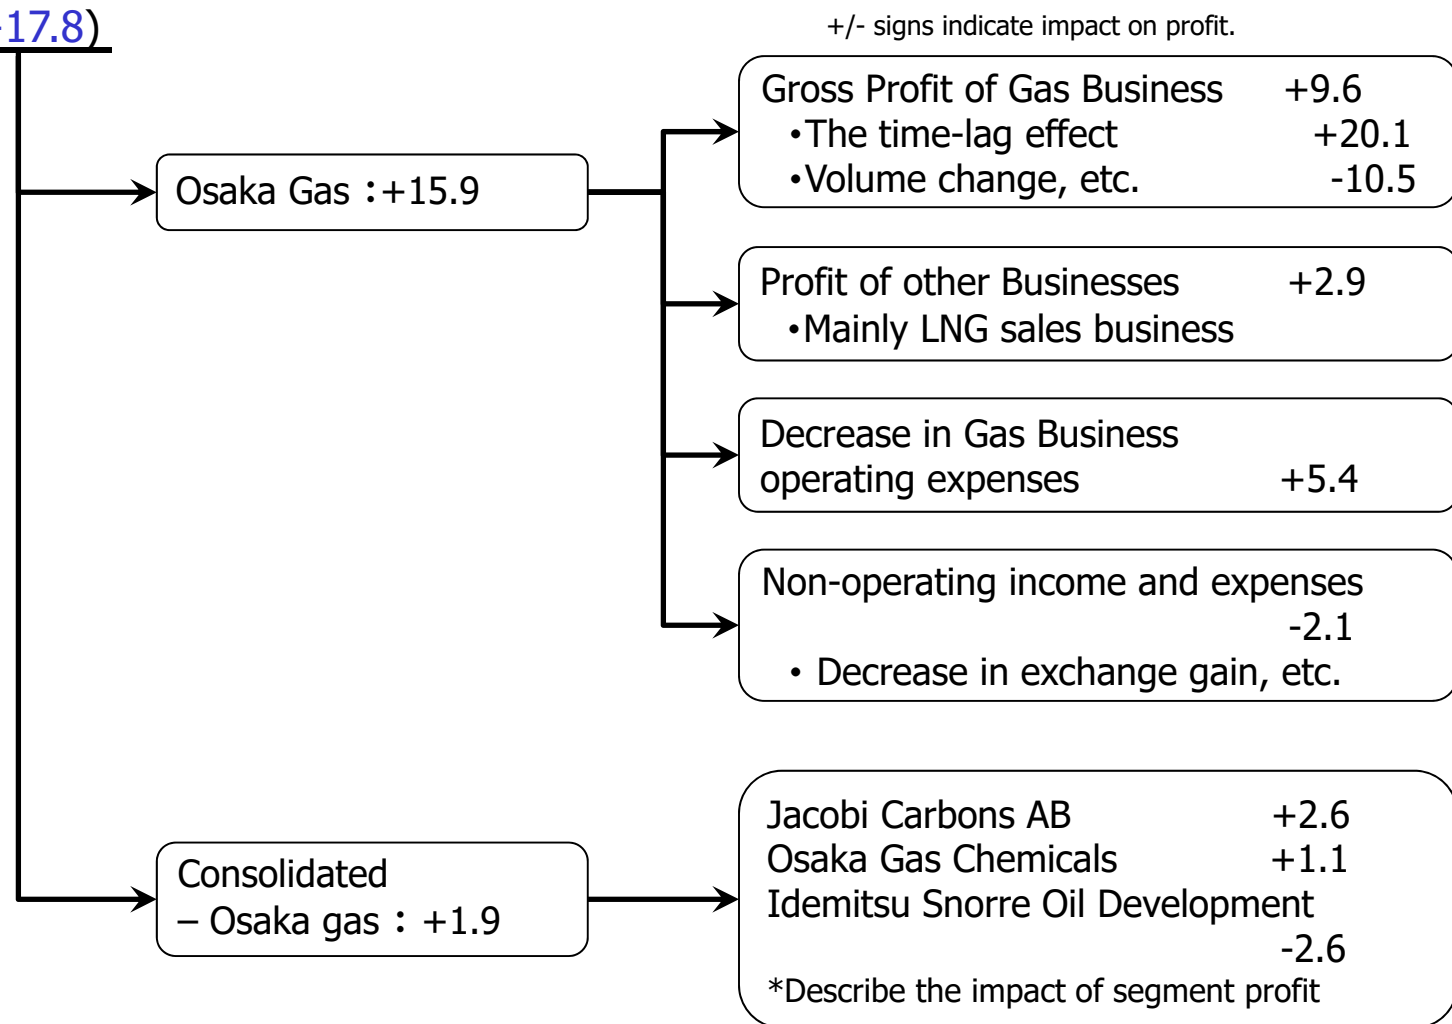 +17.8)
+/- signs indicate impact on profit.
Gross Profit of Gas Business +9.6
•The time-lag effect +20.1
•Volume change, etc. -10.5
Osaka Gas：+15.9
Profit of other Businesses +2.9
•Mainly LNG sales business
Decrease in Gas Business
operating expenses +5.4
Non-operating income and expenses
-2.1
• Decrease in exchange gain, etc.
Consolidated
– Osaka gas： +1.9
Jacobi Carbons AB +2.6
Osaka Gas Chemicals +1.1
Idemitsu Snorre Oil Development
-2.6
*Describe the impact of segment profit